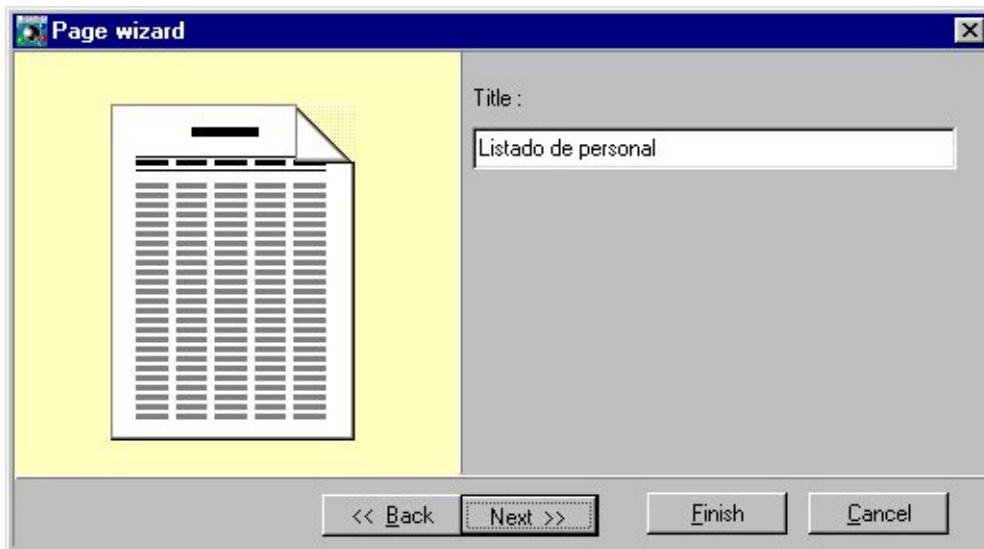 Page wizard
Title :
Listado de personal
<< Back
Next >>
Finish
Cancel